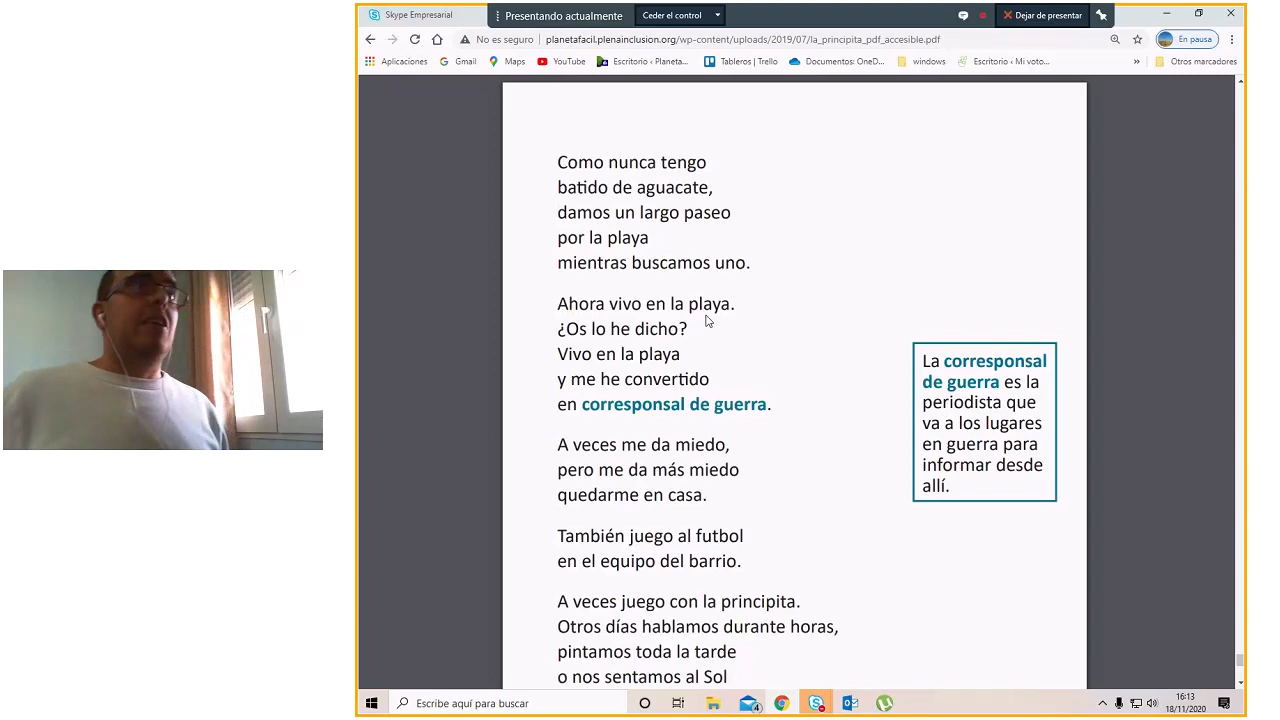 Skype Empresarial
Presentando actualmente
Ceder el control
Dejar de presentar
No es seguro
planetafacil.plenainclusion.org/wp-content/uploads/2019/07/la_principita_pdf_accesible.pdf
En pausa
Aplicaciones
Gmail
Maps
YouTube
Escritorio ‹ Planeta...
Tableros | Trello
Documentos: OneD...
windows
Escritorio ‹ Mi voto...
»
Otros marcadores
Como nunca tengo
batido de aguacate,
damos un largo paseo
por la playa
mientras buscamos uno.
Ahora vivo en la playa.
¿Os lo he dicho?
Vivo en la playa
y me he convertido
en corresponsal de guerra.
La corresponsal
de guerra es la
periodista que
va a los lugares
en guerra para
informar desde
allí.
A veces me da miedo,
pero me da más miedo
quedarme en casa.
También juego al futbol
en el equipo del barrio.
A veces juego con la principita.
Otros días hablamos durante horas,
pintamos toda la tarde
o nos sentamos al Sol
Escribe aquí para buscar
4
16:13
18/11/2020